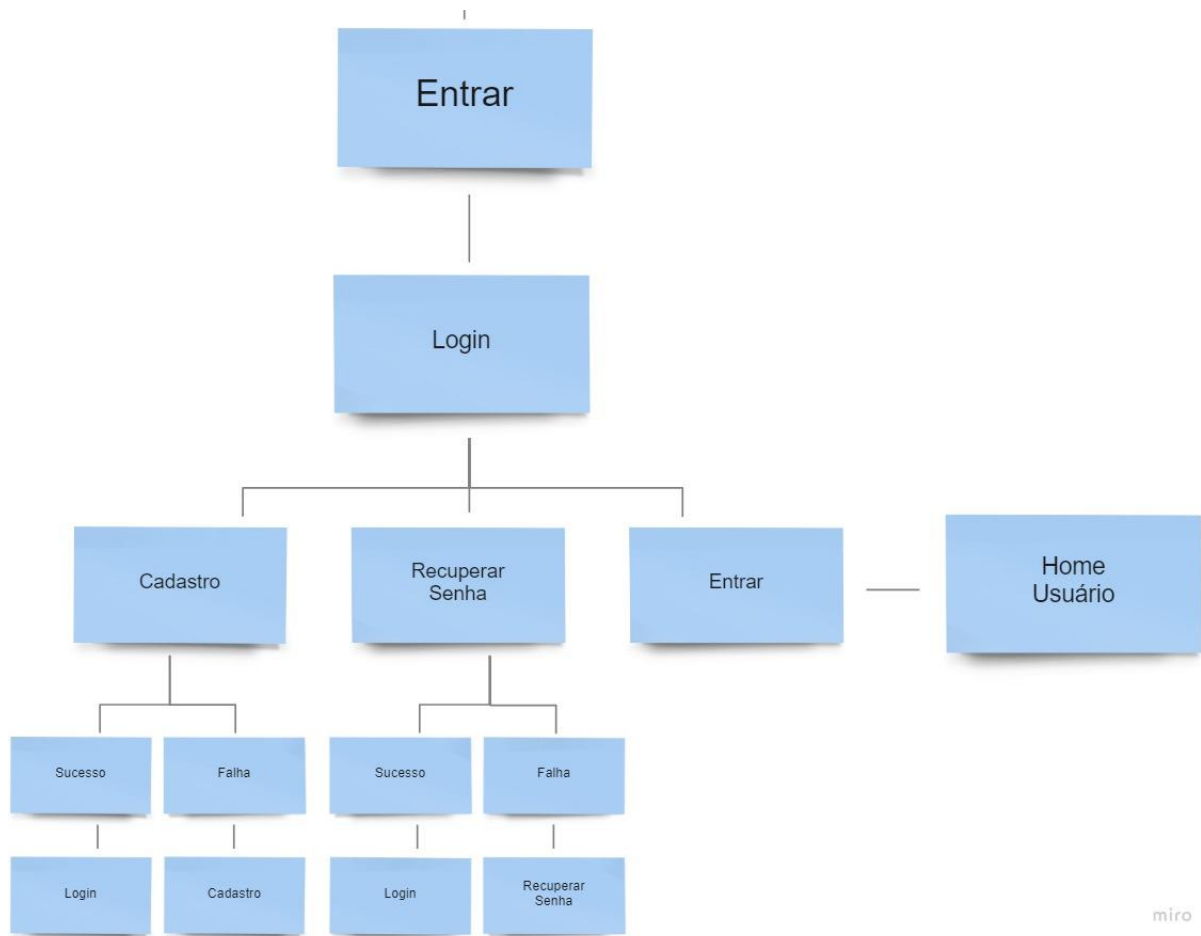 Entrar
Login
Cadastro
Recuperar
Senha
Entrar
Home
Usuário
Sucesso
Falha
Sucesso
Falha
Login
Cadastro
Login
Recuperar
Senha
miro